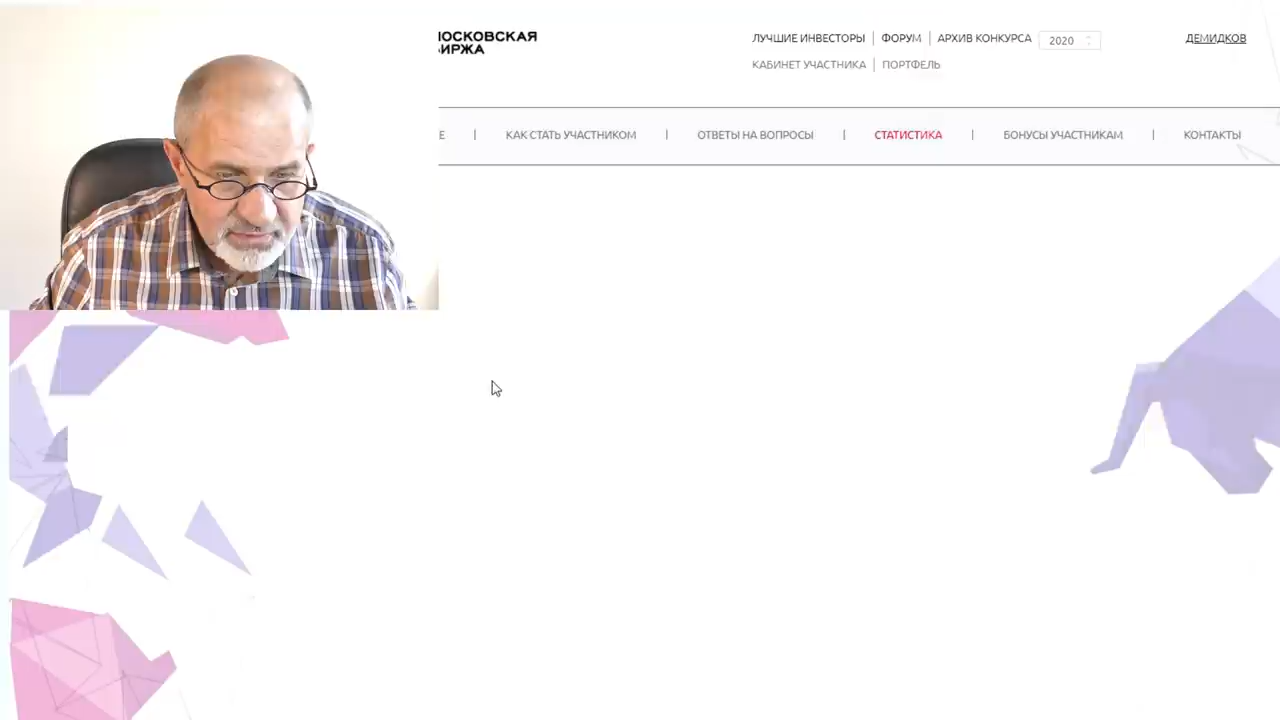 ОСКОВСКАЯ
ИРЖА
ЛУЧШИЕ ИНВЕСТОРЫ | ФОРУМ | АРХИВ КОНКУРСА 2020 ДЕМИДКОВ
КАБИНЕТ УЧАСТНИКА | ПОРТФЕЛЬ
Е | КАК СТАТЬ УЧАСТНИКОМ | ОТВЕТЫ НА ВОПРОСЫ | СТАТИСТИКА | БОНУСЫ УЧАСТНИКАМ | КОНТАКТЫ